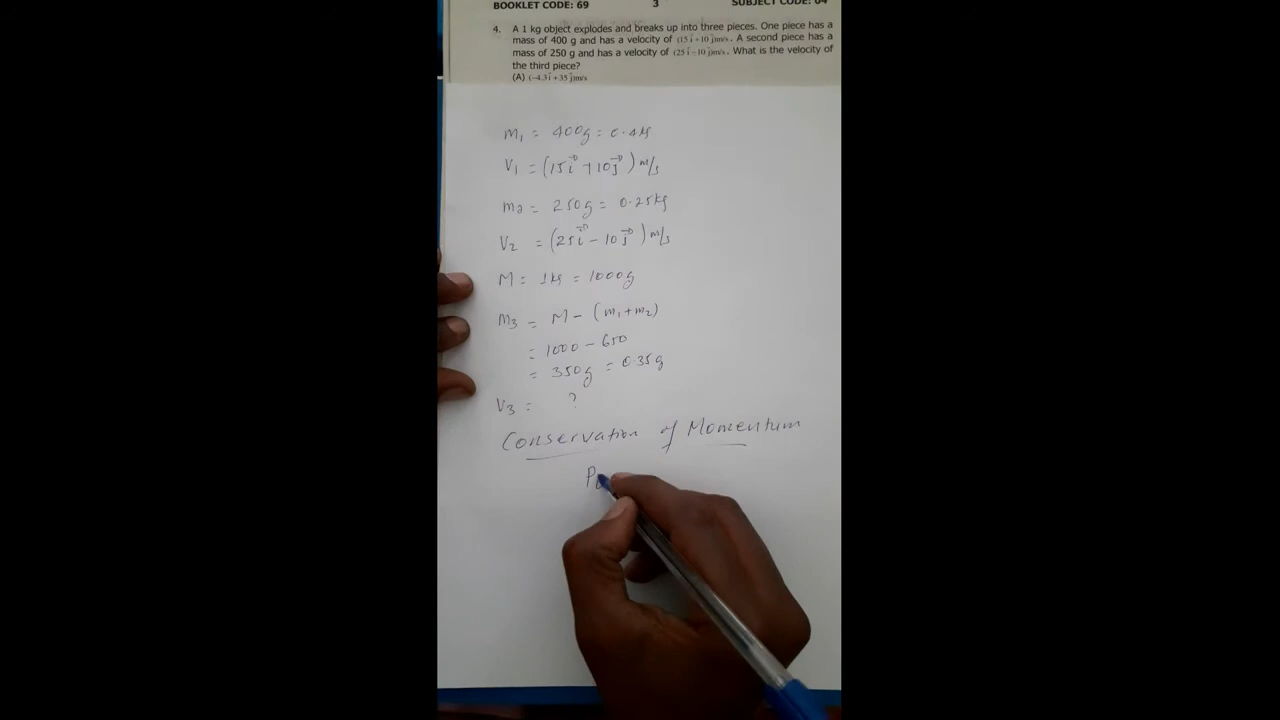 BOOKLET CODE: 69 3 SUBJECT CODE: 04
4. A 1 kg object explodes and breaks up into three pieces. One piece has a
mass of 400 g and has a velocity of (15 i + 10 j)m/s. A second piece has a
mass of 250 g and has a velocity of (25 i − 10 j)m/s. What is the velocity of
the third piece?
(A) (−4.3 i + 35 j)m/s
m₁ = 400g = 0.4kg
V₁ = (15i⃗ + 10j⃗) m/s
m₂ = 250g = 0.25kg
V₂ = (25i⃗ − 10j⃗) m/s
M = 1kg = 1000g
m₃ = M − (m₁+m₂)
= 1000 − 650
= 350g = 0.35g
V₃ = ?
Conservation of Momentum
P